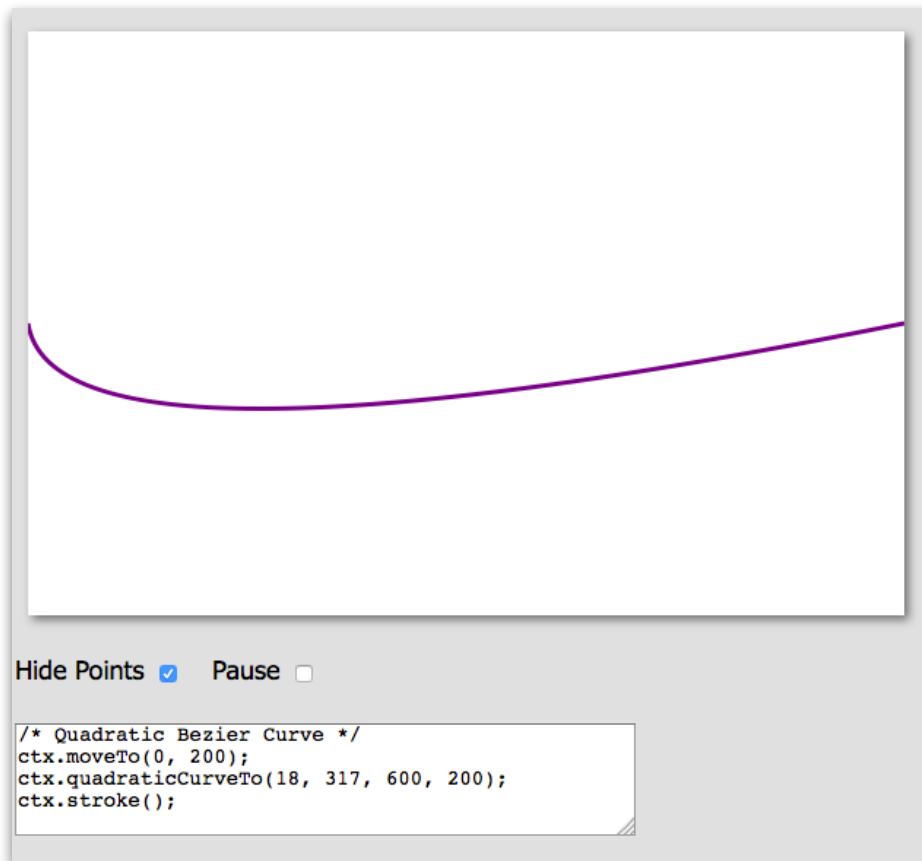 Hide Points Pause
/* Quadratic Bezier Curve */
ctx.moveTo(0, 200);
ctx.quadraticCurveTo(18, 317, 600, 200);
ctx.stroke();